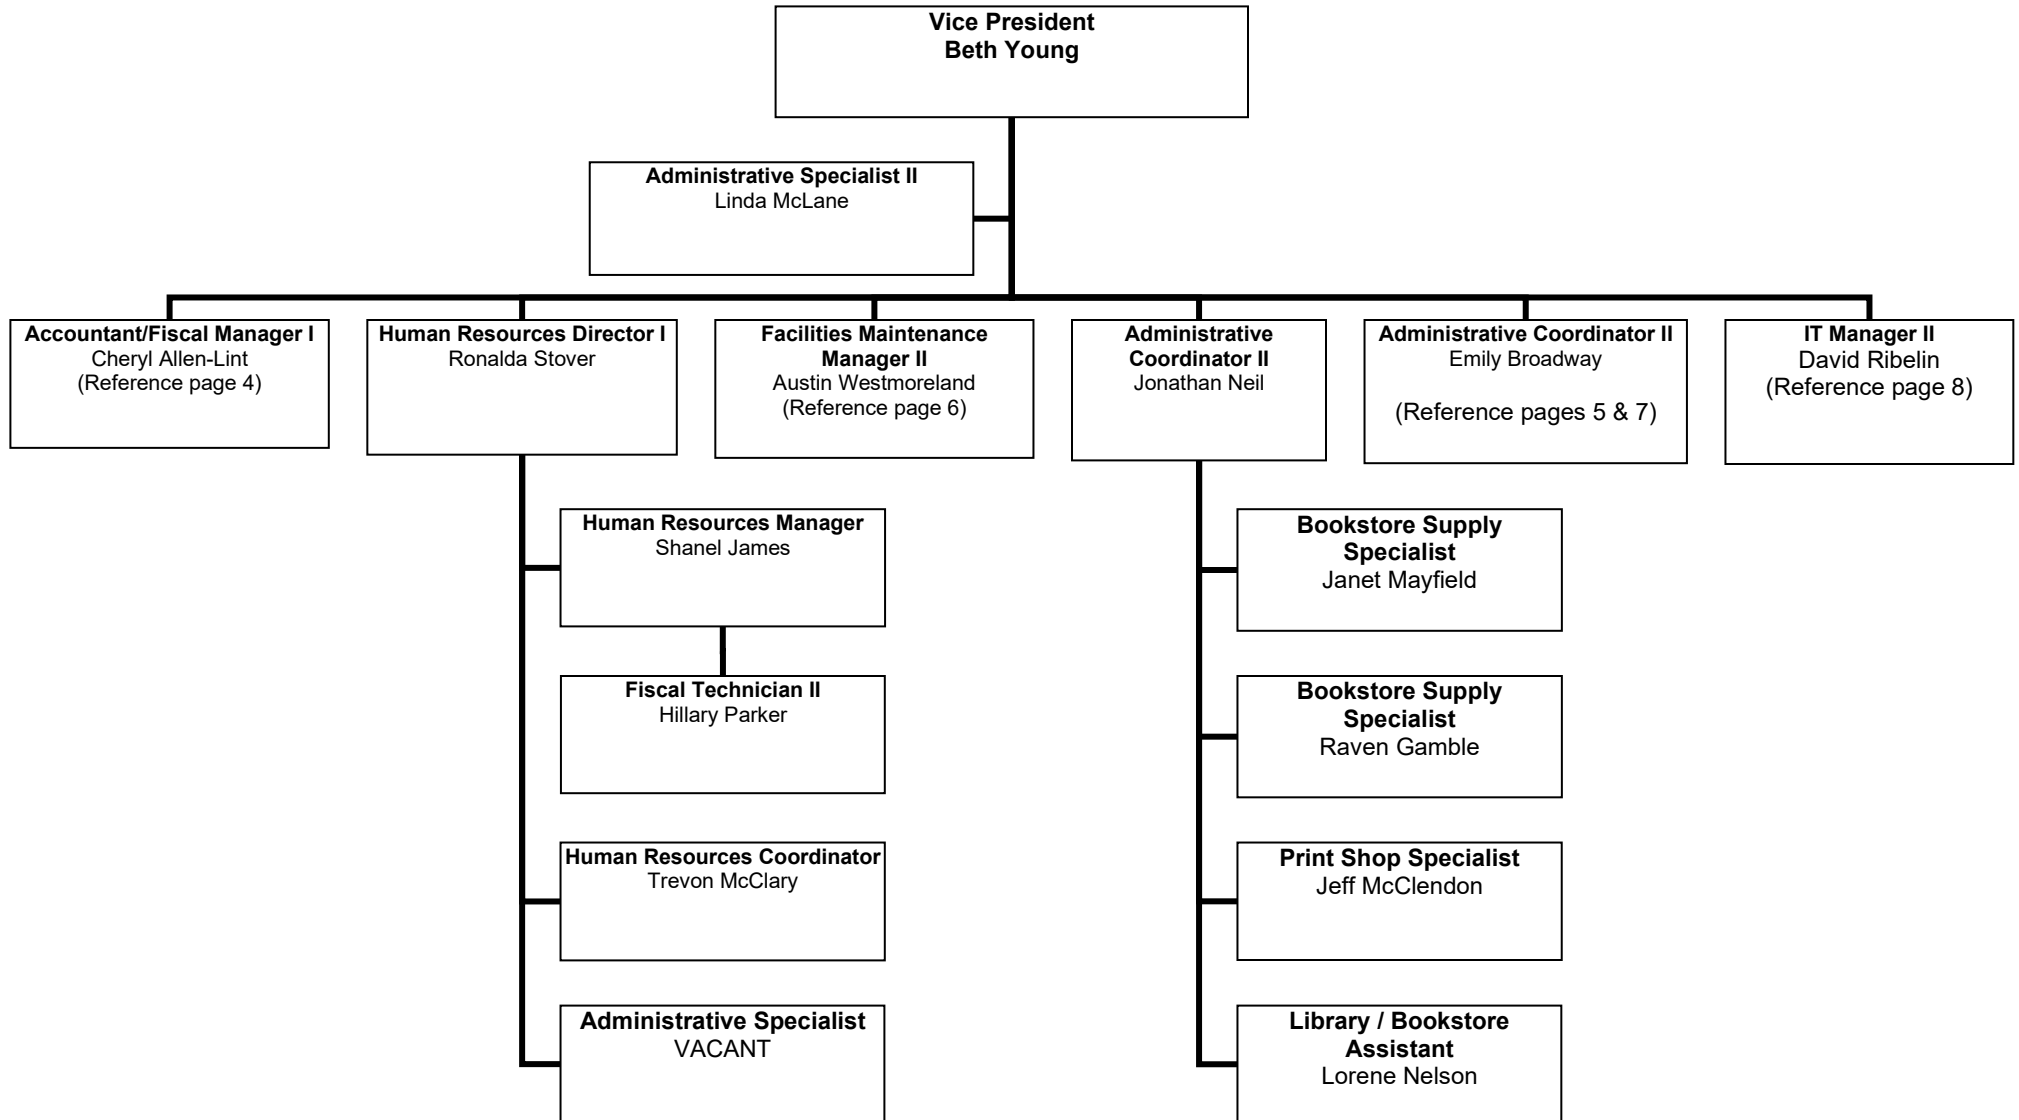 Vice President
Beth Young
Administrative Specialist II
Linda McLane
Accountant/Fiscal Manager I
Cheryl Allen-Lint
(Reference page 4)
Human Resources Director I
Ronalda Stover
Facilities Maintenance
Manager II
Austin Westmoreland
(Reference page 6)
Administrative
Coordinator II
Jonathan Neil
Administrative Coordinator II
Emily Broadway
(Reference pages 5 & 7)
IT Manager II
David Ribelin
(Reference page 8)
Human Resources Manager
Shanel James
Fiscal Technician II
Hillary Parker
Human Resources Coordinator
Trevon McClary
Administrative Specialist
VACANT
Bookstore Supply
Specialist
Janet Mayfield
Bookstore Supply
Specialist
Raven Gamble
Print Shop Specialist
Jeff McClendon
Library / Bookstore
Assistant
Lorene Nelson